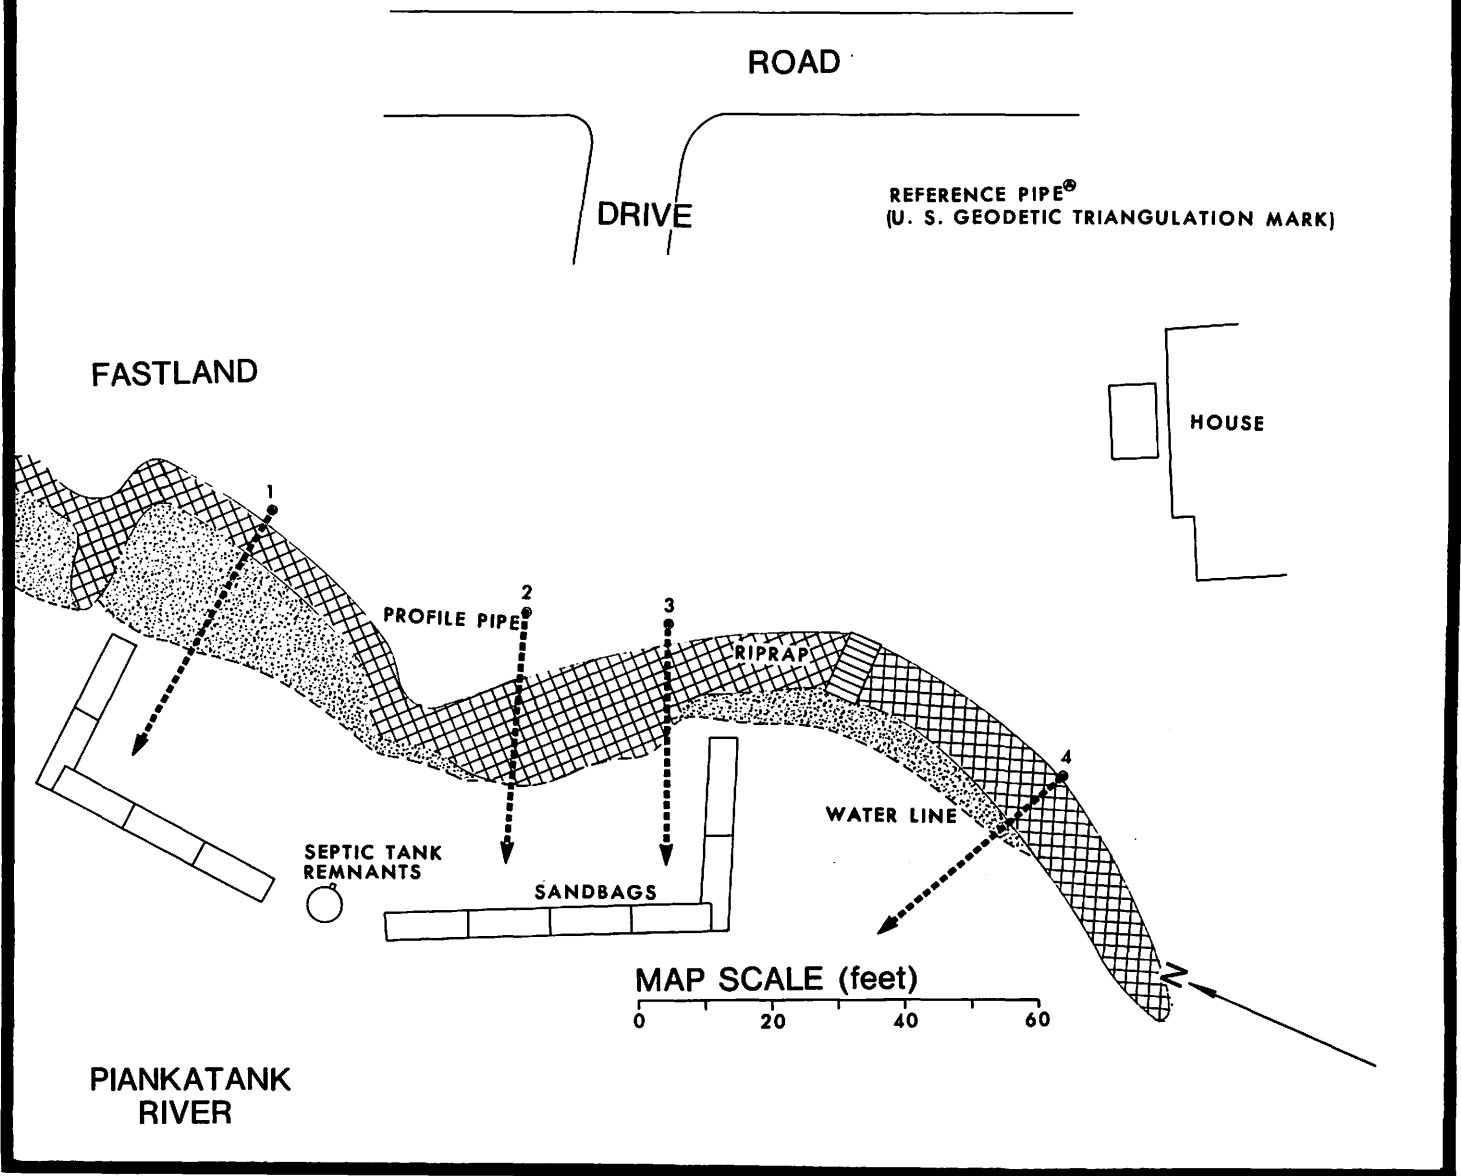 ROAD
DRIVE
REFERENCE PIPE
(U. S. GEODETIC TRIANGULATION MARK)
FASTLAND
HOUSE
1
PROFILE PIPE
2
3
RIPRAP
4
WATER LINE
SEPTIC TANK
REMNANTS
SANDBAGS
MAP SCALE (feet)
0 20 40 60
N
PIANKATANK
RIVER